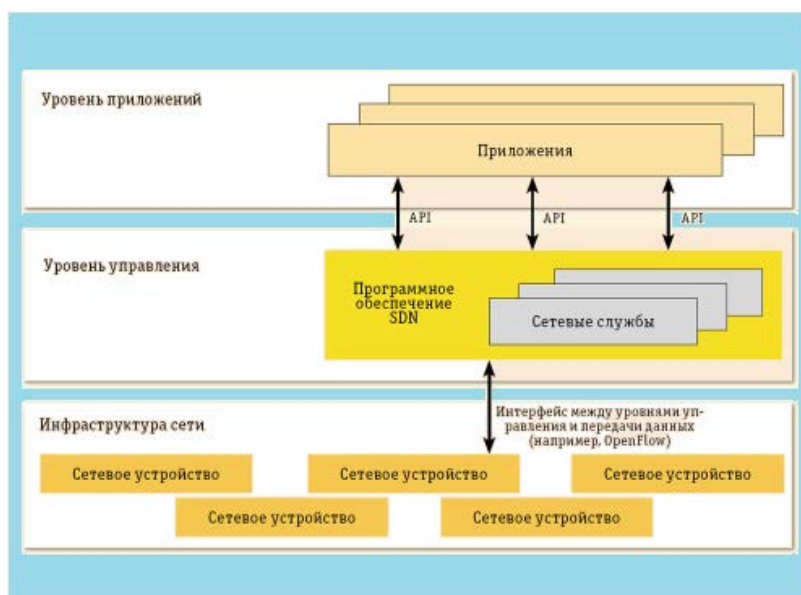 Уровень приложений
Приложения
API
API
API
Уровень управления
Программное
обеспечение
SDN
Сетевые службы
Инфраструктура сети
Интерфейс между уровнями уп-
равления и передачи данных
(например, OpenFlow)
Сетевое устройство
Сетевое устройство
Сетевое устройство
Сетевое устройство
Сетевое устройство